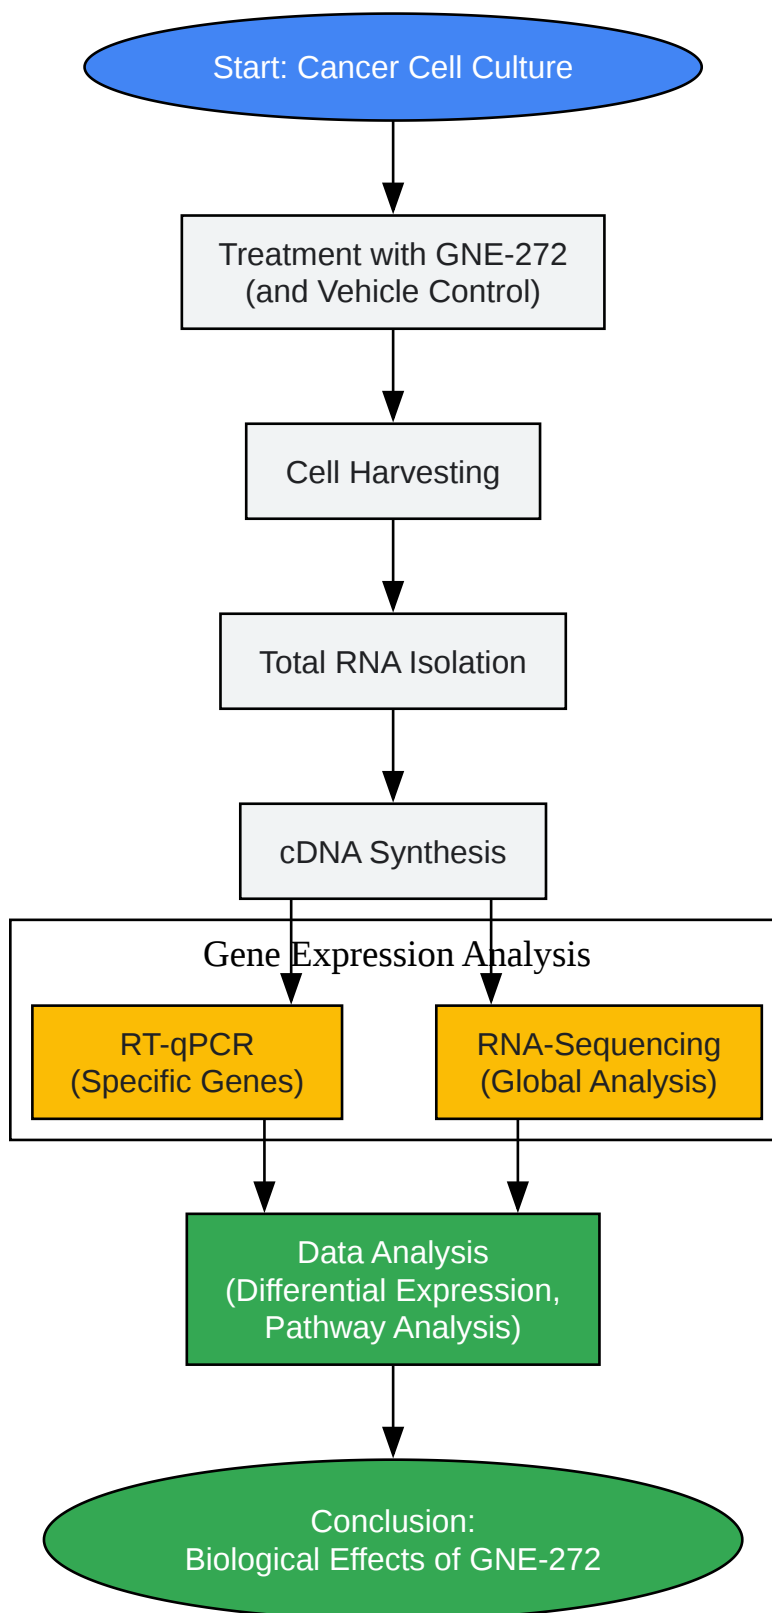 Start: Cancer Cell Culture
Treatment with GNE-272
(and Vehicle Control)
Cell Harvesting
Total RNA Isolation
cDNA Synthesis
Gene Expression Analysis
RT-qPCR
(Specific Genes)
RNA-Sequencing
(Global Analysis)
Data Analysis
(Differential Expression,
Pathway Analysis)
Conclusion:
Biological Effects of GNE-272